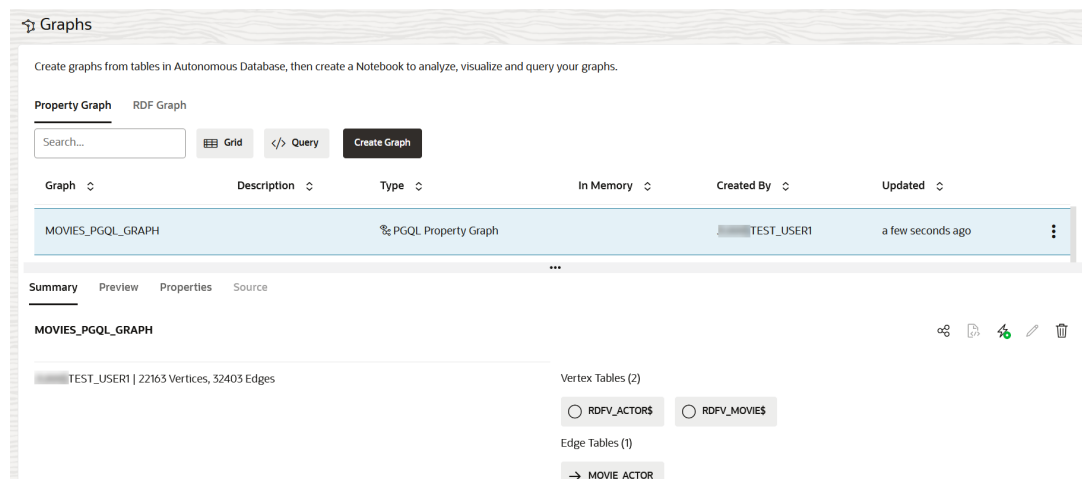 Graphs
Create graphs from tables in Autonomous Database, then create a Notebook to analyze, visualize and query your graphs.
Property Graph RDF Graph
Search... Grid </> Query Create Graph
Graph Description Type In Memory Created By Updated
MOVIES_PGQL_GRAPH PGQL Property Graph TEST_USER1 a few seconds ago
Summary Preview Properties Source
MOVIES_PGQL_GRAPH
TEST_USER1 | 22163 Vertices, 32403 Edges Vertex Tables (2)
RDFV_ACTOR$ RDFV_MOVIE$
Edge Tables (1)
MOVIE_ACTOR